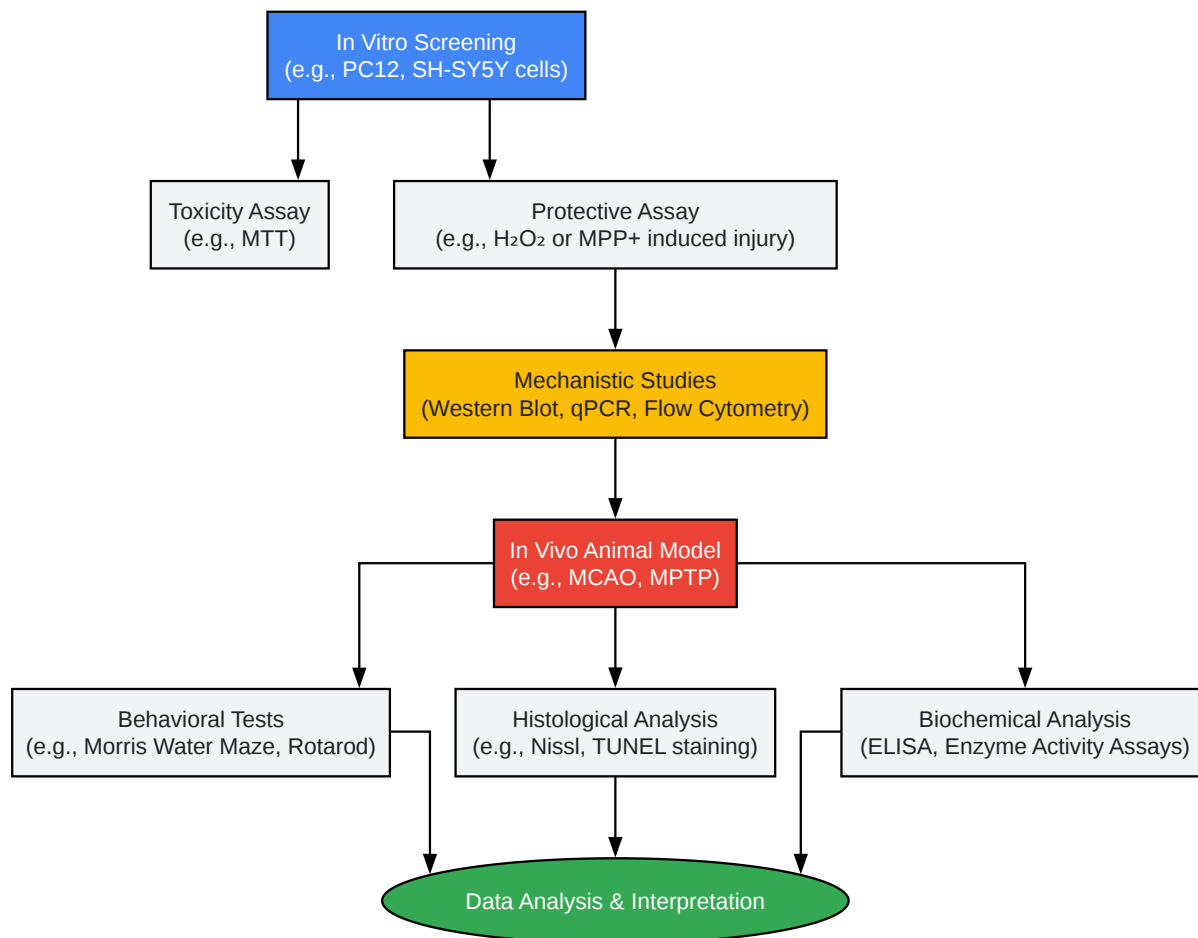 In Vitro Screening
(e.g., PC12, SH-SY5Y cells)
Toxicity Assay
(e.g., MTT)
Protective Assay
(e.g., H₂O₂ or MPP+ induced injury)
Mechanistic Studies
(Western Blot, qPCR, Flow Cytometry)
In Vivo Animal Model
(e.g., MCAO, MPTP)
Behavioral Tests
(e.g., Morris Water Maze, Rotarod)
Histological Analysis
(e.g., Nissl, TUNEL staining)
Biochemical Analysis
(ELISA, Enzyme Activity Assays)
Data Analysis & Interpretation